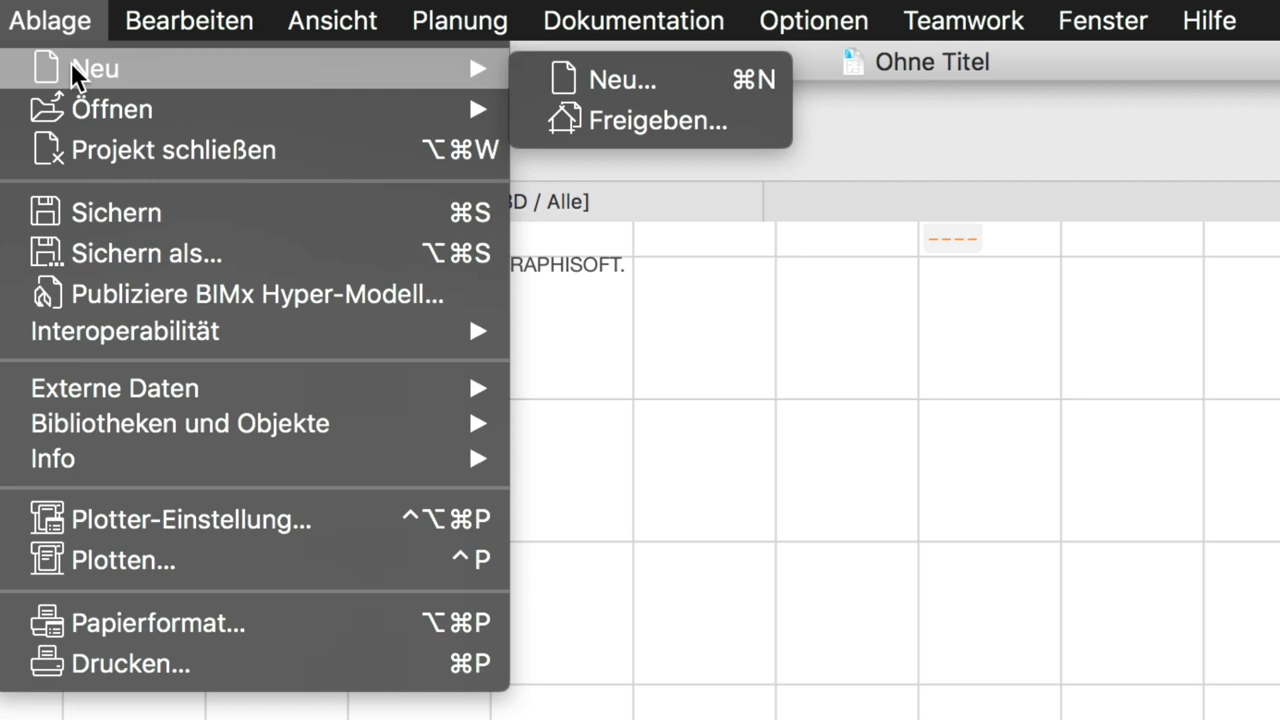 Ablage Bearbeiten Ansicht Planung Dokumentation Optionen Teamwork Fenster Hilfe
Ohne Titel
Neu
Neu... ⌘N
Öffnen
Freigeben...
Projekt schließen ⌥⌘W
D / Alle]
Sichern ⌘S
Sichern als... ⌥⌘S
RAPHISOFT.
Publiziere BIMx Hyper-Modell...
Interoperabilität
Externe Daten
Bibliotheken und Objekte
Info
Plotter-Einstellung... ^⌥⌘P
Plotten... ^P
Papierformat... ⌥⌘P
Drucken... ⌘P